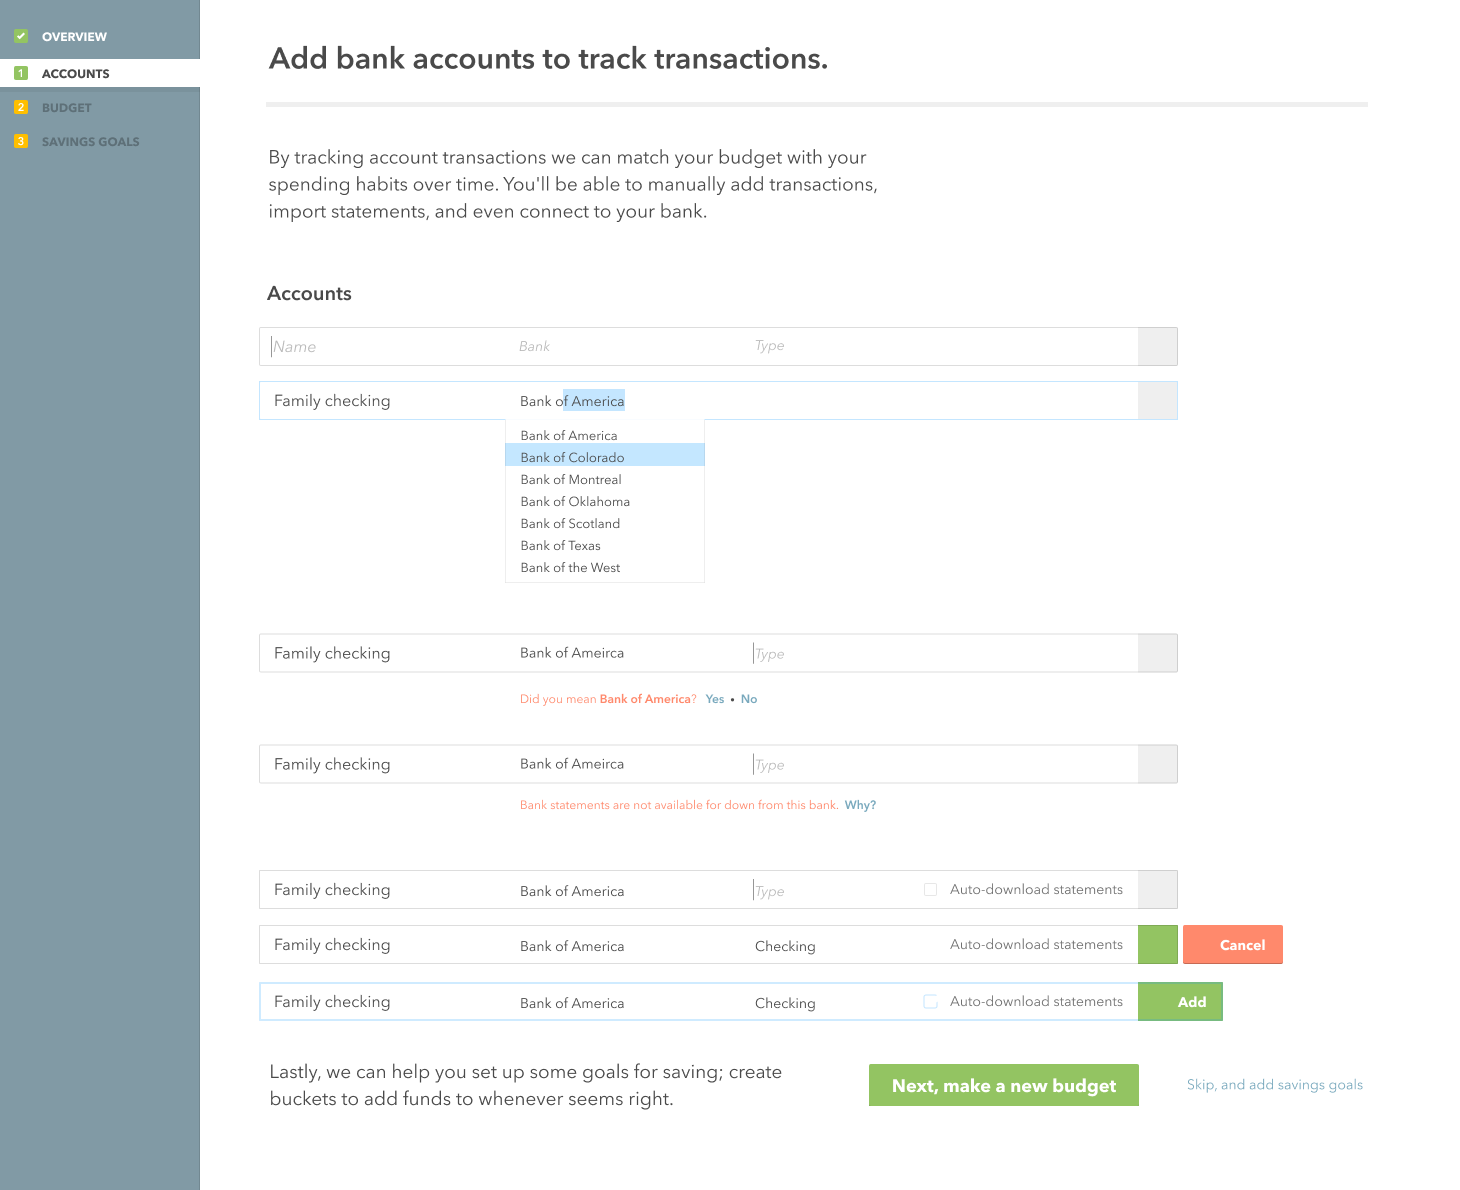 OVERVIEW
1 ACCOUNTS
2 BUDGET
3 SAVINGS GOALS
Add bank accounts to track transactions.
By tracking account transactions we can match your budget with your
spending habits over time. You'll be able to manually add transactions,
import statements, and even connect to your bank.
Accounts
Name Bank Type
Family checking Bank of America
Bank of America
Bank of Colorado
Bank of Montreal
Bank of Oklahoma
Bank of Scotland
Bank of Texas
Bank of the West
Family checking Bank of Ameirca Type
Did you mean Bank of America? Yes • No
Family checking Bank of Ameirca Type
Bank statements are not available for down from this bank. Why?
Family checking Bank of America Type Auto-download statements
Family checking Bank of America Checking Auto-download statements Cancel
Family checking Bank of America Checking Auto-download statements Add
Lastly, we can help you set up some goals for saving; create
buckets to add funds to whenever seems right.
Next, make a new budget
Skip, and add savings goals